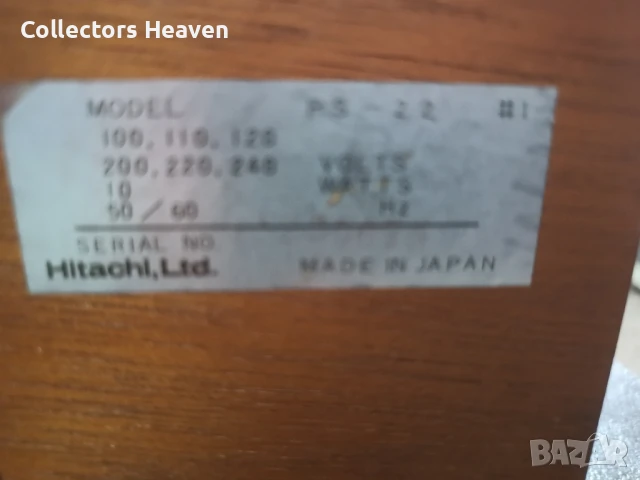 Collectors Heaven
MODEL PS-22 #1
100, 110, 120
200, 220, 240 VOLTS
10 WATTS
50/60 Hz
SERIAL NO.
Hitachi, Ltd. MADE IN JAPAN
BAZAR